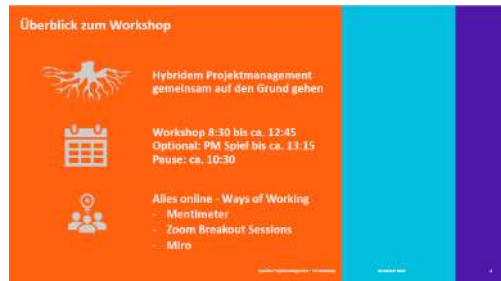 Überblick zum Workshop
Hybridem Projektmanagement
gemeinsam auf den Grund gehen
Workshop 8:30 bis ca. 12:45
Optional: PM Spiel bis ca. 13:15
Pause: ca. 10:30
Alles online - Ways of Working
- Mentimeter
- Zoom Breakout Sessions
- Miro